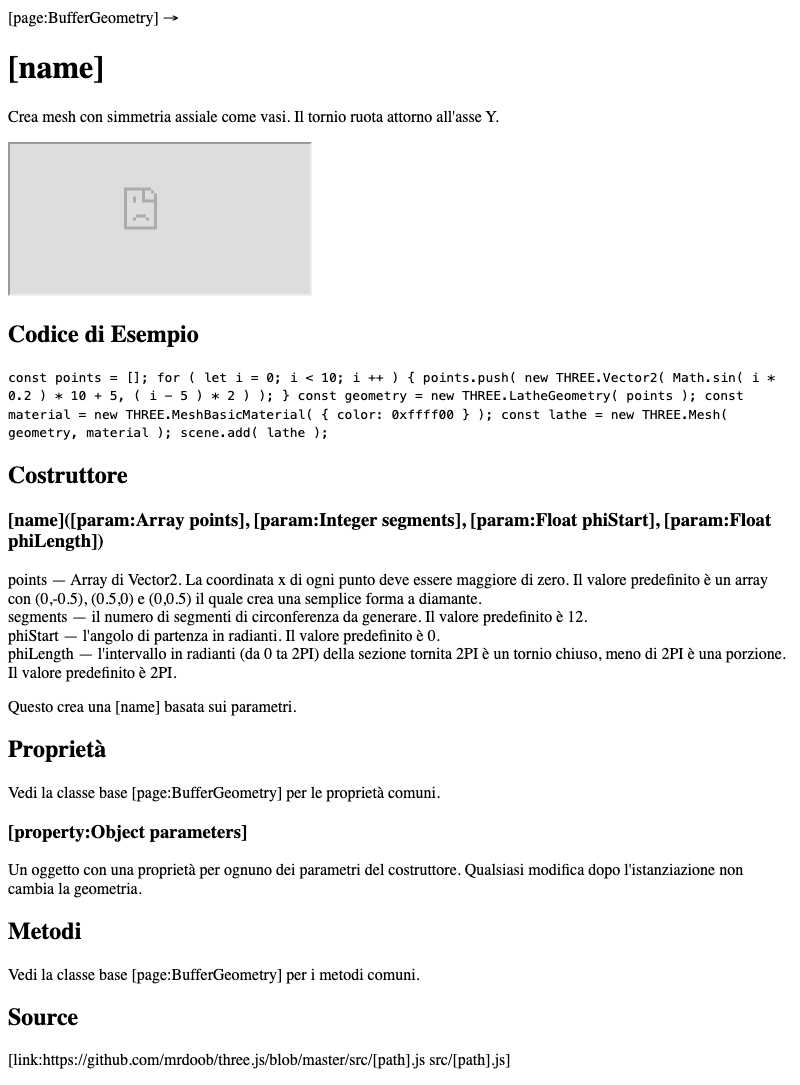 [page:BufferGeometry] →
[name]
Crea mesh con simmetria assiale come vasi. Il tornio ruota attorno all'asse Y.
Codice di Esempio
const points = []; for ( let i = 0; i < 10; i ++ ) { points.push( new THREE.Vector2( Math.sin( i *
0.2 ) * 10 + 5, ( i - 5 ) * 2 ) ); } const geometry = new THREE.LatheGeometry( points ); const
material = new THREE.MeshBasicMaterial( { color: 0xffff00 } ); const lathe = new THREE.Mesh(
geometry, material ); scene.add( lathe );
Costruttore
[name]([param:Array points], [param:Integer segments], [param:Float phiStart], [param:Float
phiLength])
points — Array di Vector2. La coordinata x di ogni punto deve essere maggiore di zero. Il valore predefinito è un array
con (0,-0.5), (0.5,0) e (0,0.5) il quale crea una semplice forma a diamante.
segments — il numero di segmenti di circonferenza da generare. Il valore predefinito è 12.
phiStart — l'angolo di partenza in radianti. Il valore predefinito è 0.
phiLength — l'intervallo in radianti (da 0 ta 2PI) della sezione tornita 2PI è un tornio chiuso, meno di 2PI è una porzione.
Il valore predefinito è 2PI.
Questo crea una [name] basata sui parametri.
Proprietà
Vedi la classe base [page:BufferGeometry] per le proprietà comuni.
[property:Object parameters]
Un oggetto con una proprietà per ognuno dei parametri del costruttore. Qualsiasi modifica dopo l'istanziazione non
cambia la geometria.
Metodi
Vedi la classe base [page:BufferGeometry] per i metodi comuni.
Source
[link:https://github.com/mrdoob/three.js/blob/master/src/[path].js src/[path].js]